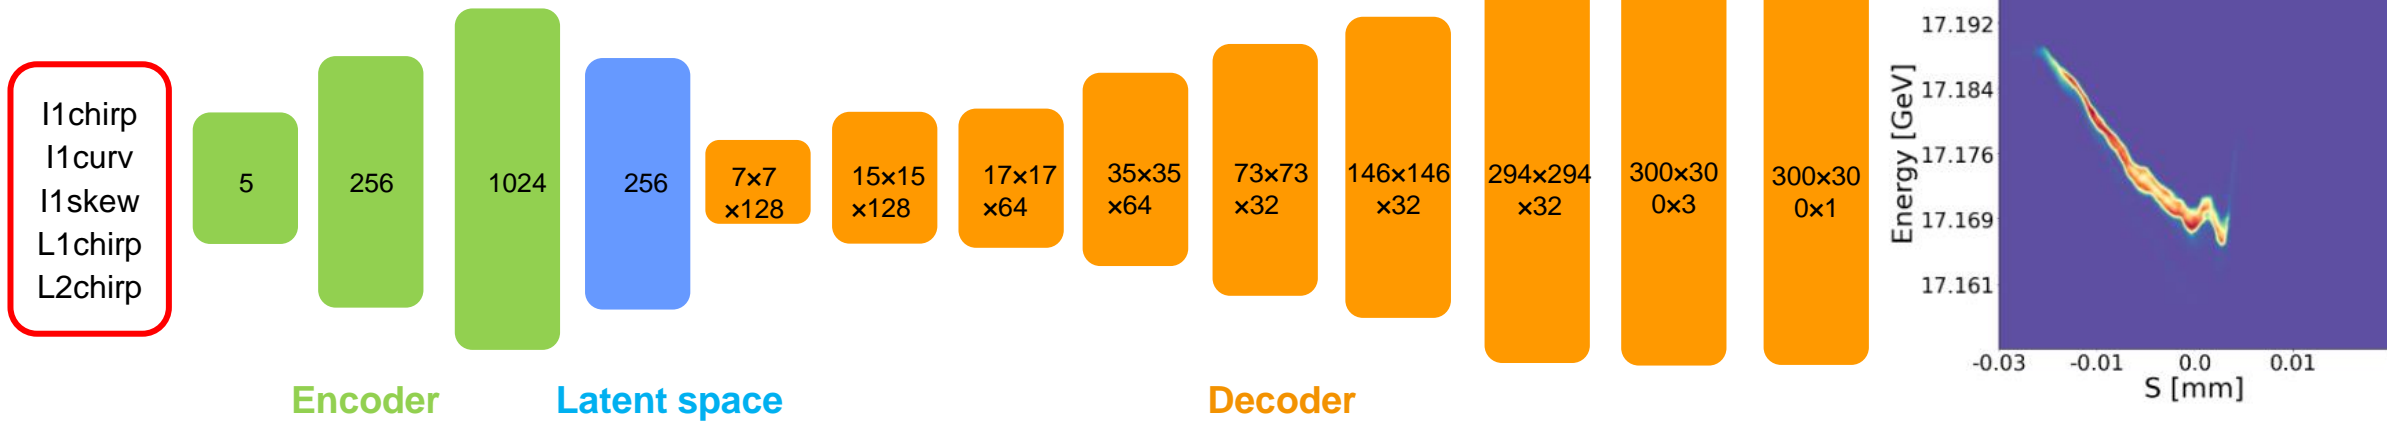 I1chirp
I1curv
I1skew
L1chirp
L2chirp
5
256
1024
256
7×7
×128
15×15
×128
17×17
×64
35×35
×64
73×73
×32
146×146
×32
294×294
×32
300×30
0×3
300×30
0×1
Encoder
Latent space
Decoder
Energy [GeV]
17.192
17.184
17.176
17.169
17.161
-0.03 -0.01 0.0 0.01
S [mm]